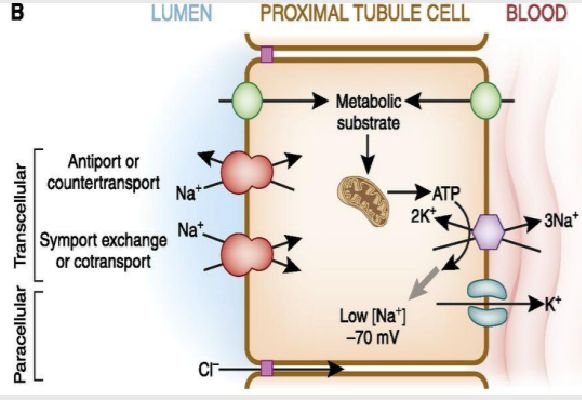 B
LUMEN
PROXIMAL TUBULE CELL
BLOOD
Metabolic
substrate
Transcellular
Antiport or
countertransport
Na⁺
Na⁺
Symport exchange
or cotransport
ATP
2K⁺
3Na⁺
Low [Na⁺]
–70 mV
K⁺
Paracellular
Cl⁻